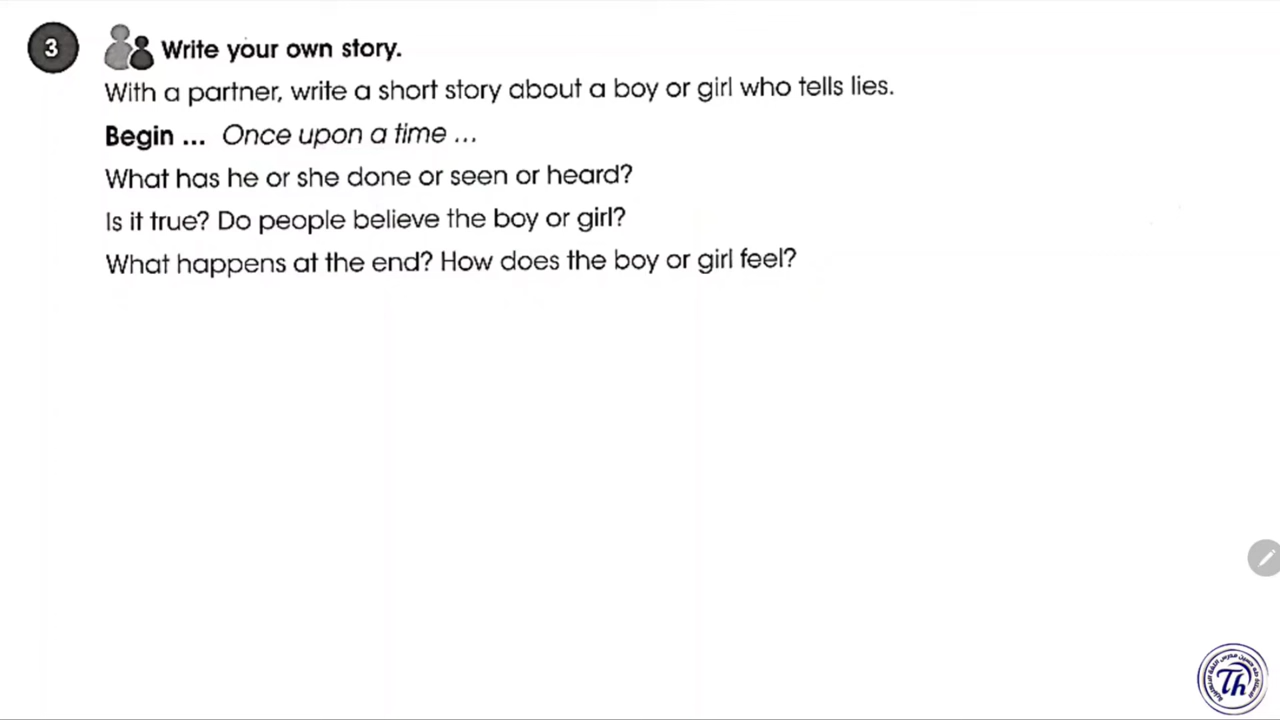 3 Write your own story.
With a partner, write a short story about a boy or girl who tells lies.
Begin ... Once upon a time ...
What has he or she done or seen or heard?
Is it true? Do people believe the boy or girl?
What happens at the end? How does the boy or girl feel?
Th